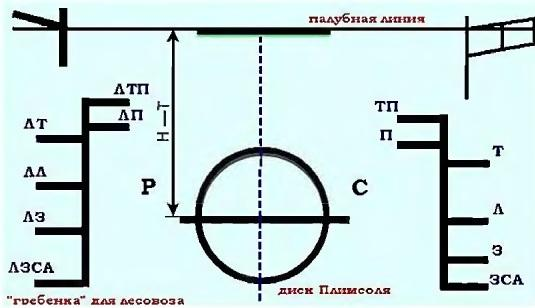 палубная линия
ЛТП
ЛП
ЛТ
ЛЛ
ЛЗ
ЛЗСА
Н — Т
Р
С
ТП
П
Т
Л
З
ЗСА
"гребенка" для лесовоза
диск Плимсоля